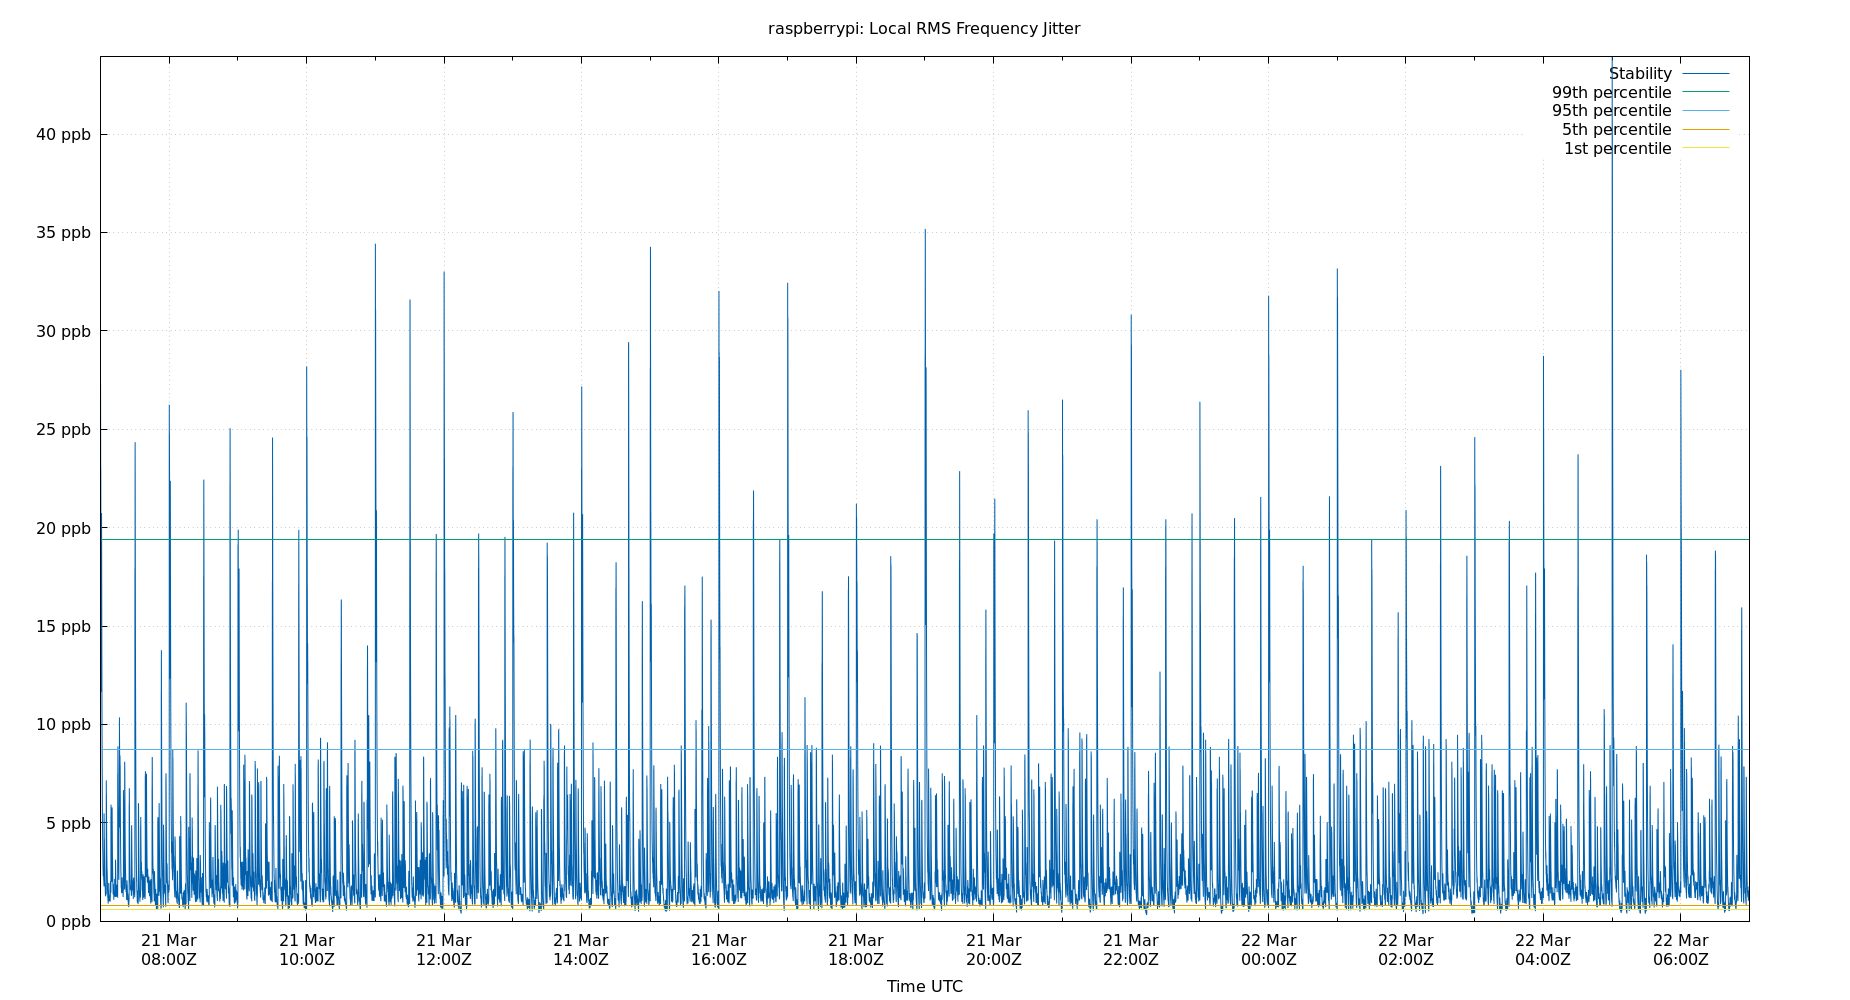 raspberrypi: Local RMS Frequency Jitter
Stability
99th percentile
95th percentile
5th percentile
1st percentile
40 ppb
35 ppb
30 ppb
25 ppb
20 ppb
15 ppb
10 ppb
5 ppb
0 ppb
21 Mar 21 Mar 21 Mar 21 Mar 21 Mar 21 Mar 21 Mar 21 Mar 22 Mar 22 Mar 22 Mar 22 Mar
08:00Z 10:00Z 12:00Z 14:00Z 16:00Z 18:00Z 20:00Z 22:00Z 00:00Z 02:00Z 04:00Z 06:00Z
Time UTC